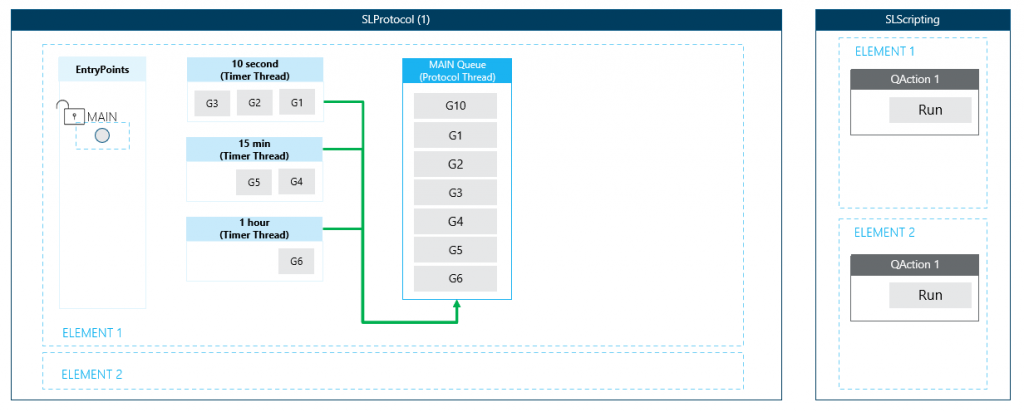 SLProtocol (1)
EntryPoints
MAIN
10 second
(Timer Thread)
G3 G2 G1
15 min
(Timer Thread)
G5 G4
1 hour
(Timer Thread)
G6
MAIN Queue
(Protocol Thread)
G10
G1
G2
G3
G4
G5
G6
ELEMENT 1
ELEMENT 2
SLScripting
ELEMENT 1
QAction 1
Run
ELEMENT 2
QAction 1
Run